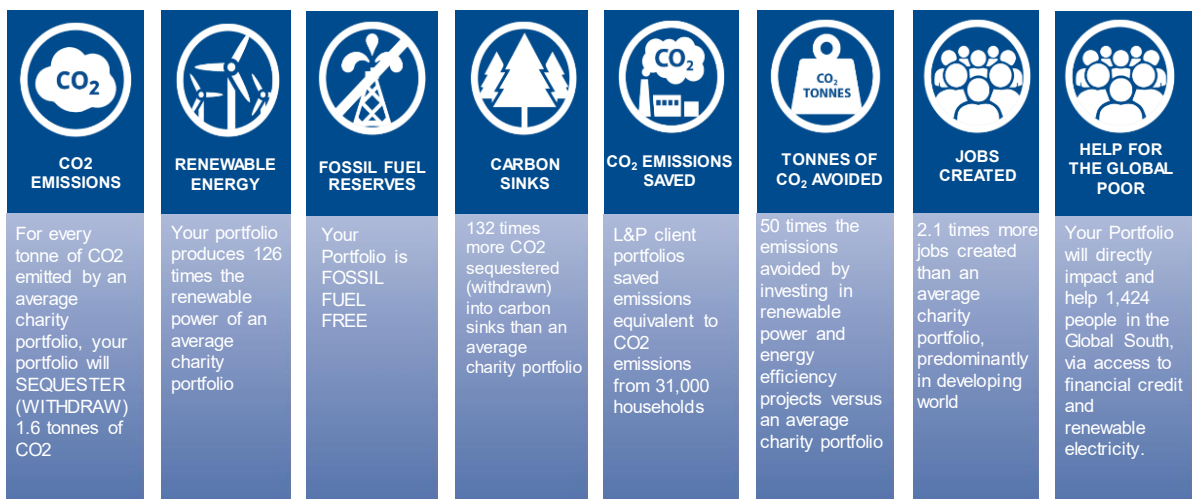 CO₂
CO2
EMISSIONS
For every
tonne of CO2
emitted by an
average
charity
portfolio, your
portfolio will
SEQUESTER
(WITHDRAW)
1.6 tonnes of
CO2
RENEWABLE
ENERGY
Your portfolio
produces 126
times the
renewable
power of an
average
charity
portfolio
FOSSIL FUEL
RESERVES
Your
Portfolio is
FOSSIL
FUEL
FREE
CARBON
SINKS
132 times
more CO2
sequestered
(withdrawn)
into carbon
sinks than an
average
charity portfolio
CO₂
CO₂ EMISSIONS
SAVED
L&P client
portfolios
saved
emissions
equivalent to
CO2
emissions
from 31,000
households
CO₂
TONNES
TONNES OF
CO₂ AVOIDED
50 times the
emissions
avoided by
investing in
renewable
power and
energy
efficiency
projects versus
an average
charity portfolio
JOBS
CREATED
2.1 times more
jobs created
than an
average
charity
portfolio,
predominantly
in developing
world
HELP FOR
THE GLOBAL
POOR
Your Portfolio
will directly
impact and
help 1,424
people in the
Global South,
via access to
financial credit
and
renewable
electricity.